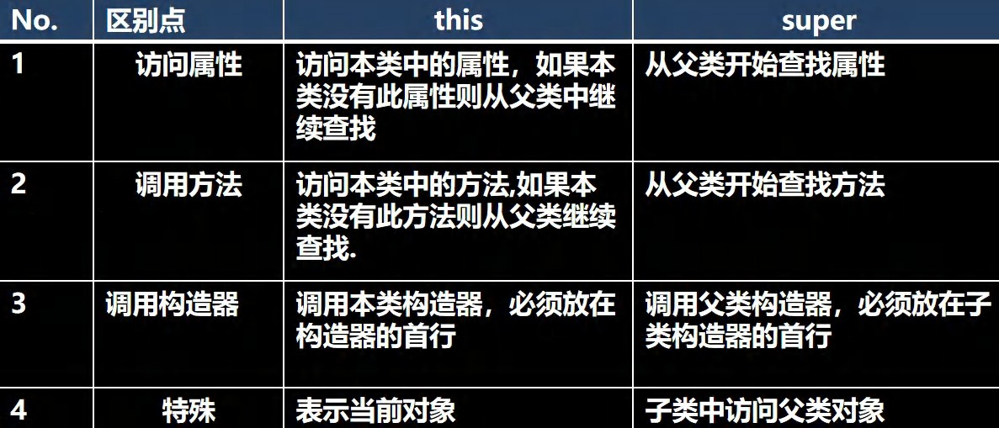 No. 区别点 this super
1 访问属性 访问本类中的属性，如果本类没有此属性则从父类中继续查找 从父类开始查找属性
2 调用方法 访问本类中的方法,如果本类没有此方法则从父类继续查找. 从父类开始查找方法
3 调用构造器 调用本类构造器，必须放在构造器的首行 调用父类构造器，必须放在子类构造器的首行
4 特殊 表示当前对象 子类中访问父类对象